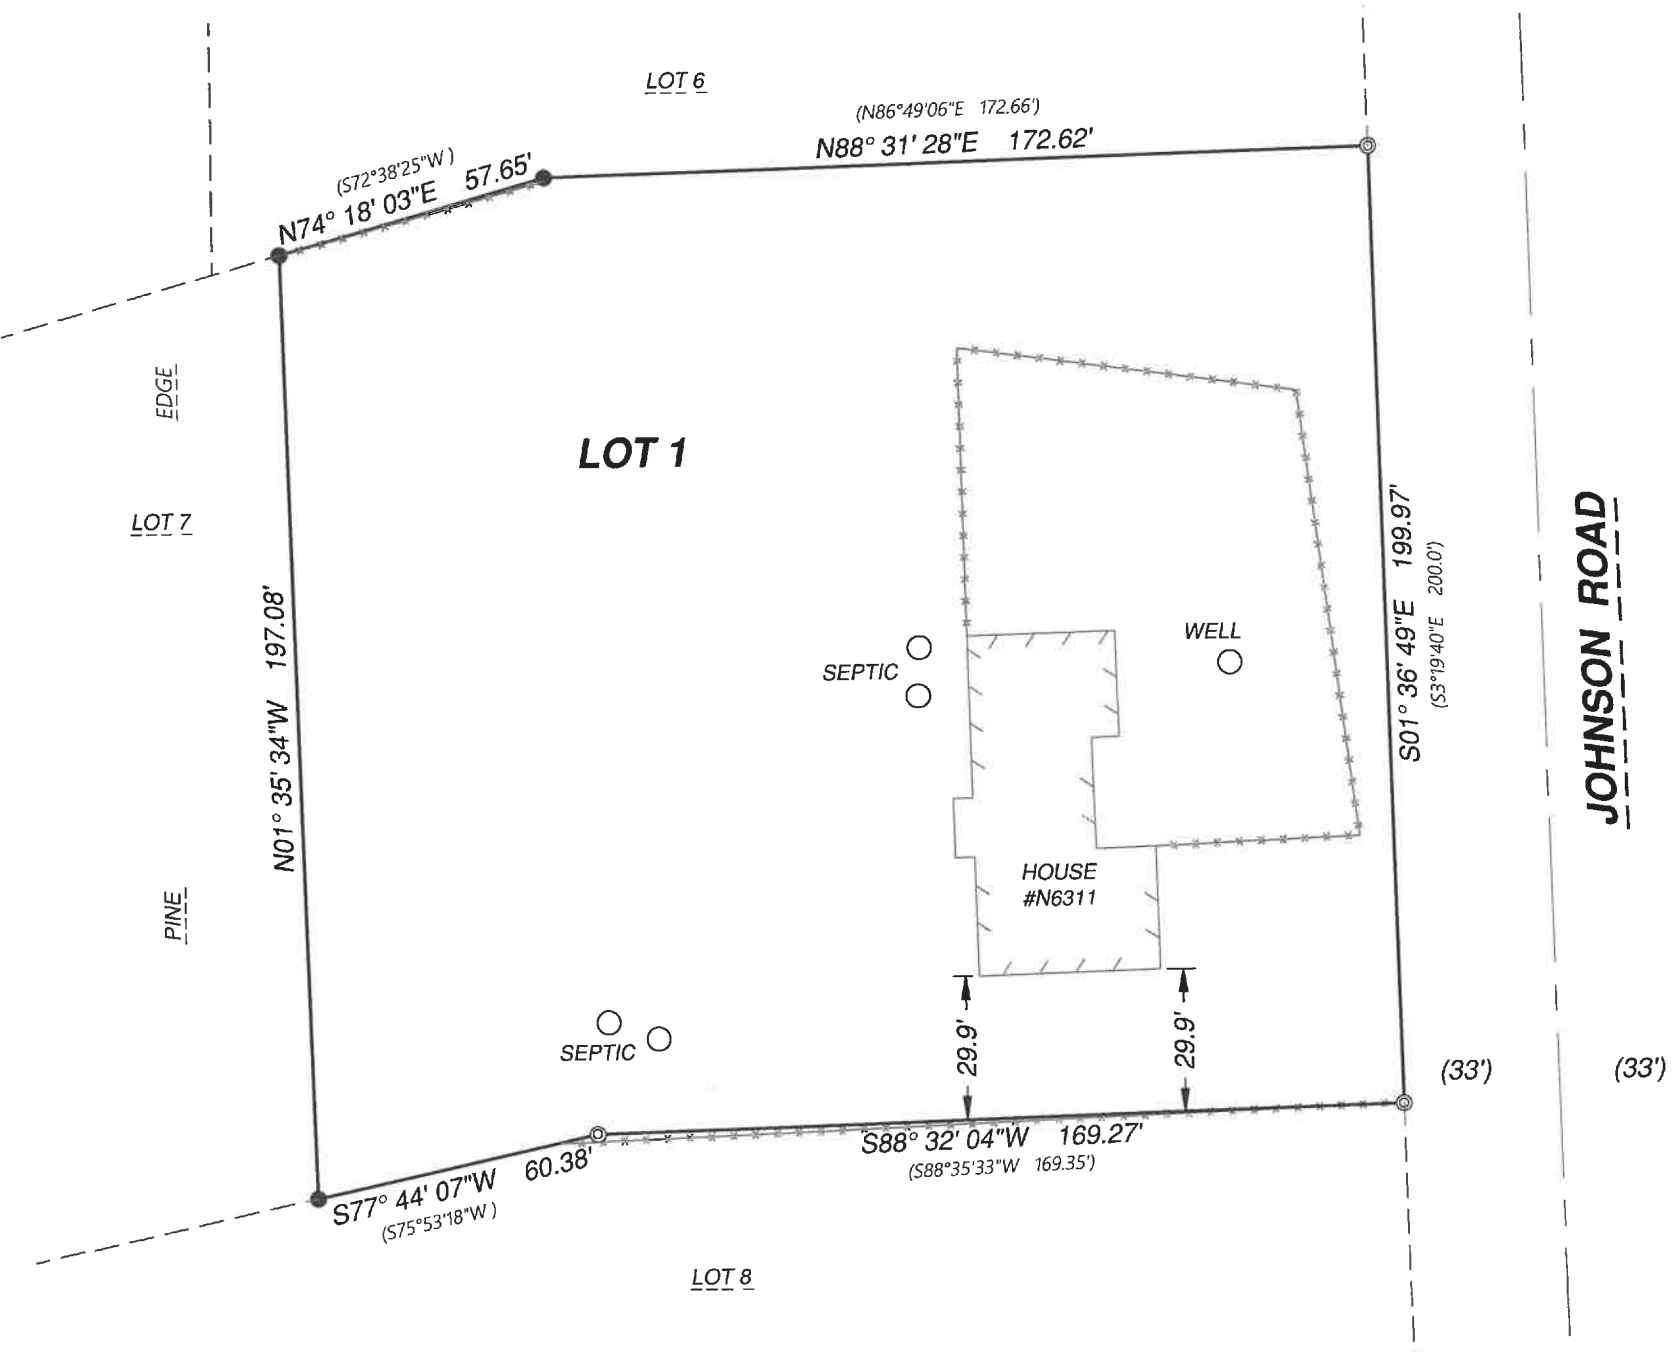 LOT 6
(N86°49'06"E 172.66')
N88° 31' 28"E 172.62'
(S72°38'25"W )
N74° 18' 03"E 57.65'
EDGE
LOT 1
LOT 7
N01° 35' 34"W 197.08'
S01° 36' 49"E 199.97'
(S3°19'40"E 200.0')
JOHNSON ROAD
WELL
SEPTIC
HOUSE
#N6311
PINE
29.9'
29.9'
SEPTIC
(33')
(33')
S88° 32' 04"W 169.27'
(S88°35'33"W 169.35')
S77° 44' 07"W 60.38'
(S75°53'18"W )
LOT 8